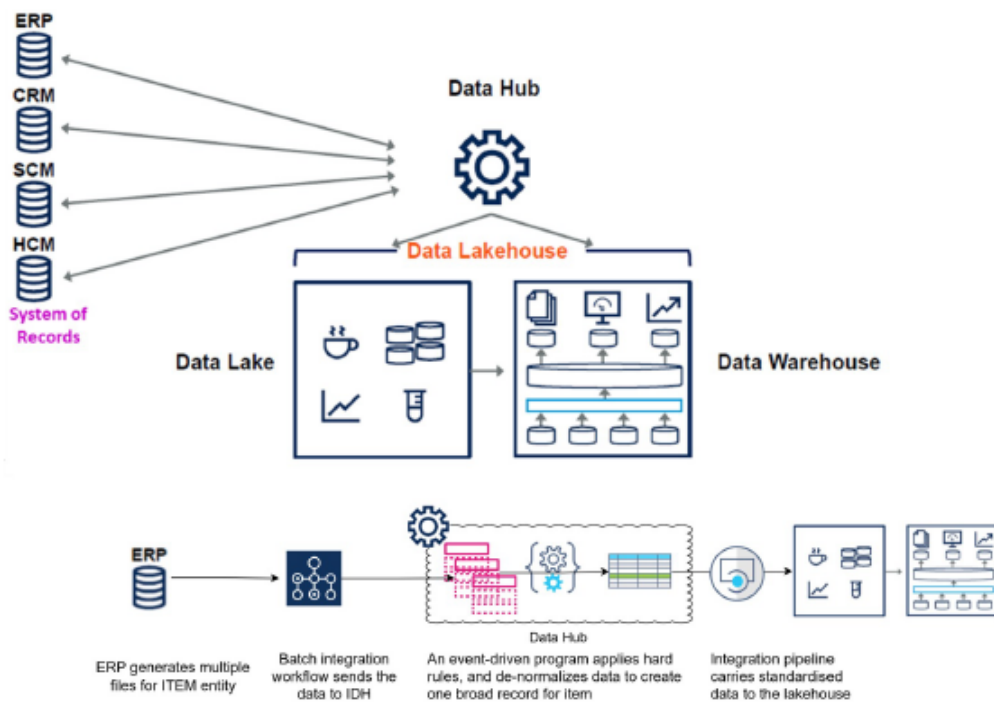 ERP
CRM
SCM
HCM
System of
Records
Data Hub
Data Lakehouse
Data Lake
Data Warehouse
ERP
Data Hub
ERP generates multiple
files for ITEM entity
Batch integration
workflow sends the
data to IDH
An event-driven program applies hard
rules, and de-normalizes data to create
one broad record for item
Integration pipeline
carries standardised
data to the lakehouse